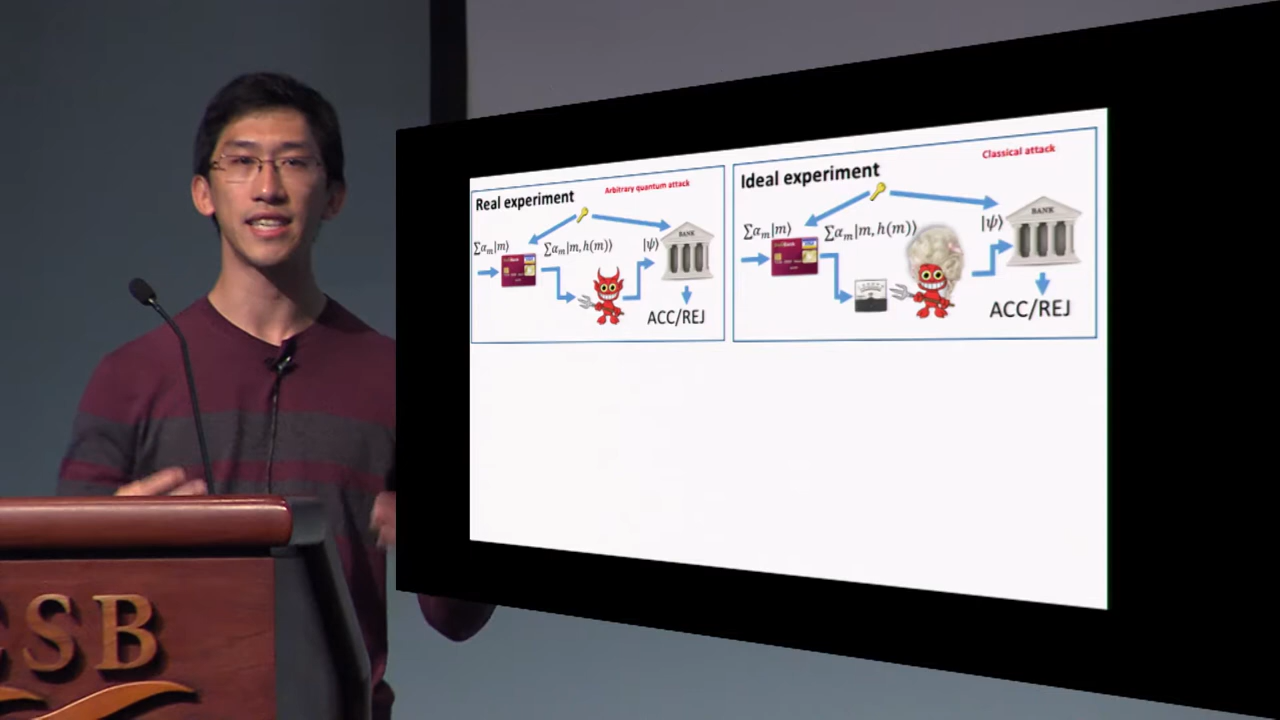 Real experiment
Arbitrary quantum attack
∑α_m|m⟩
∑α_m|m, h(m)⟩
|ψ⟩
BANK
ACC/REJ
Ideal experiment
Classical attack
∑α_m|m⟩
∑α_m|m, h(m)⟩
|ψ⟩
BANK
ACC/REJ
SB